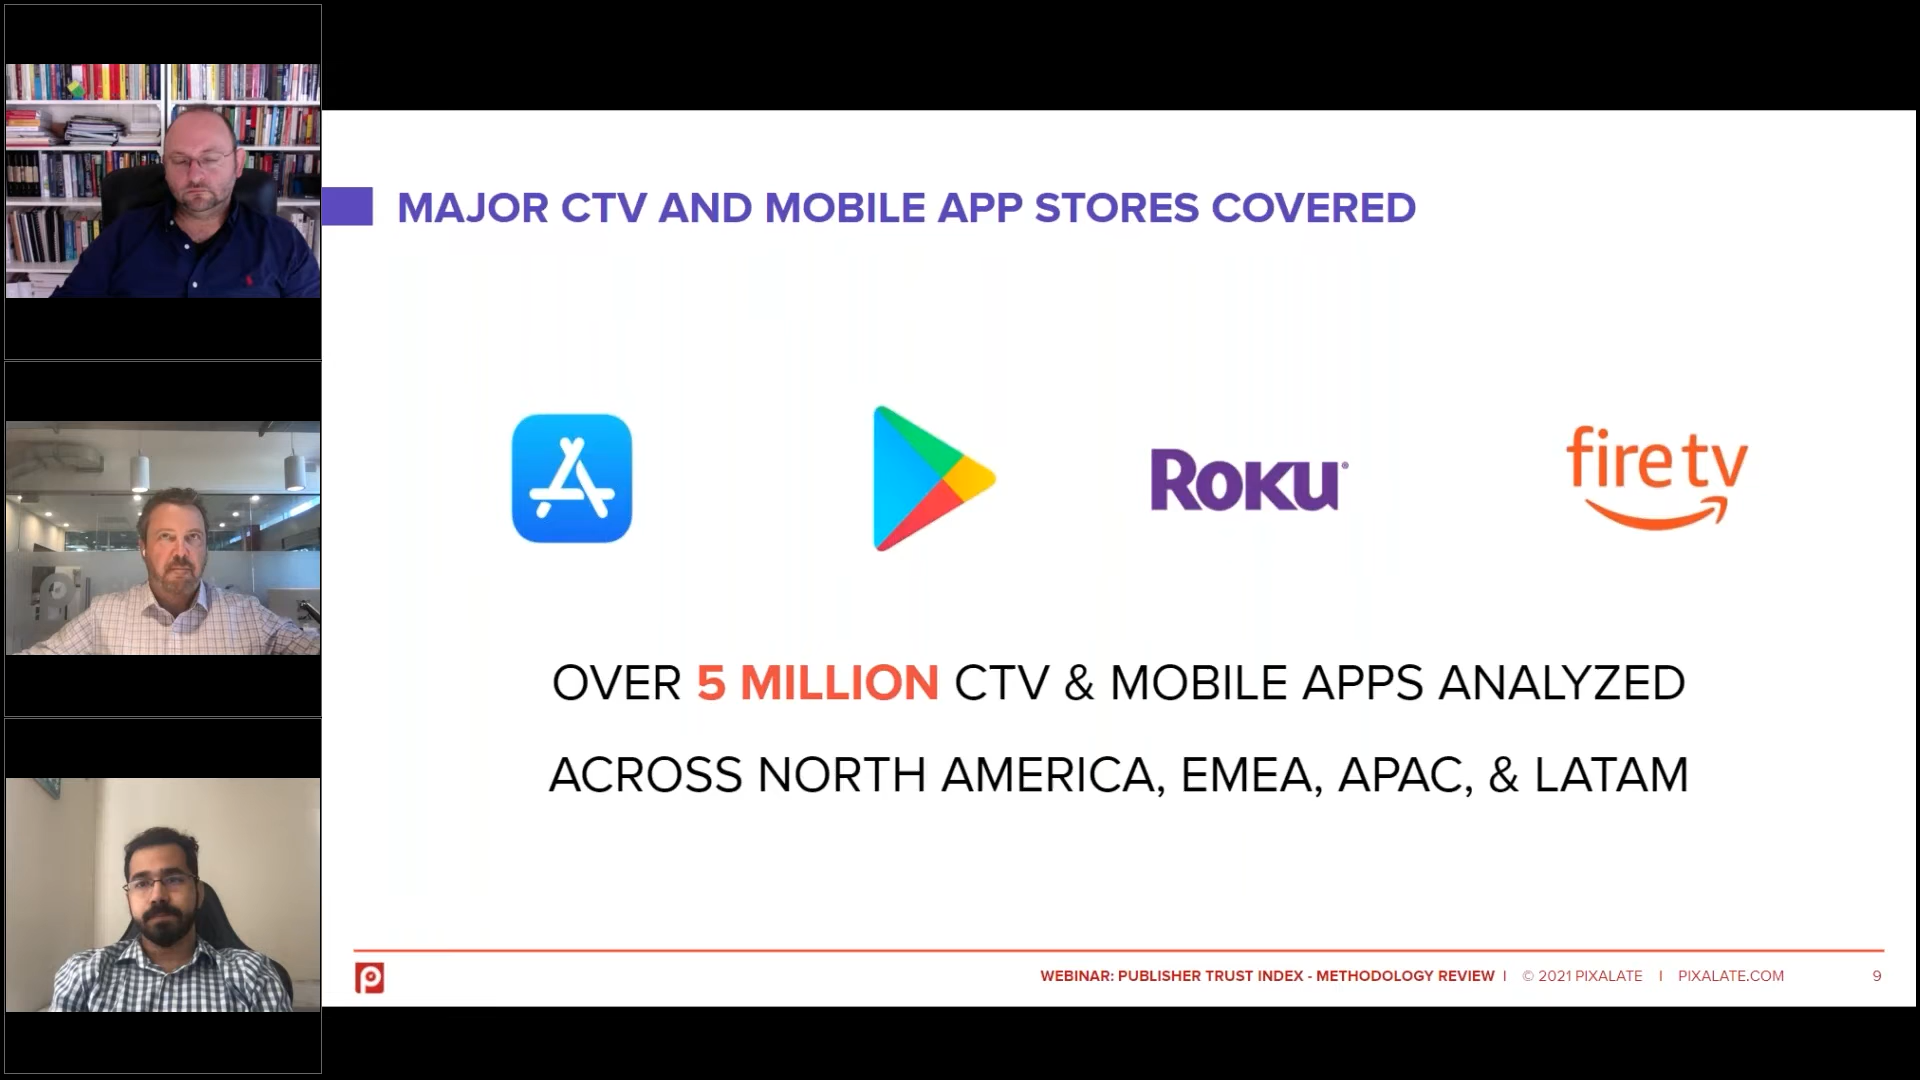 MAJOR CTV AND MOBILE APP STORES COVERED
ROKU
fire tv
OVER 5 MILLION CTV & MOBILE APPS ANALYZED
ACROSS NORTH AMERICA, EMEA, APAC, & LATAM
WEBINAR: PUBLISHER TRUST INDEX - METHODOLOGY REVIEW I © 2021 PIXALATE I PIXALATE.COM 9